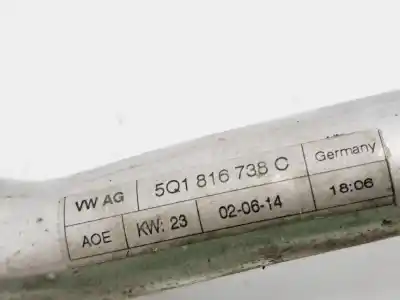 VW AG 5Q1 816 738 C Germany
AOE KW: 23 02-06-14 18:06